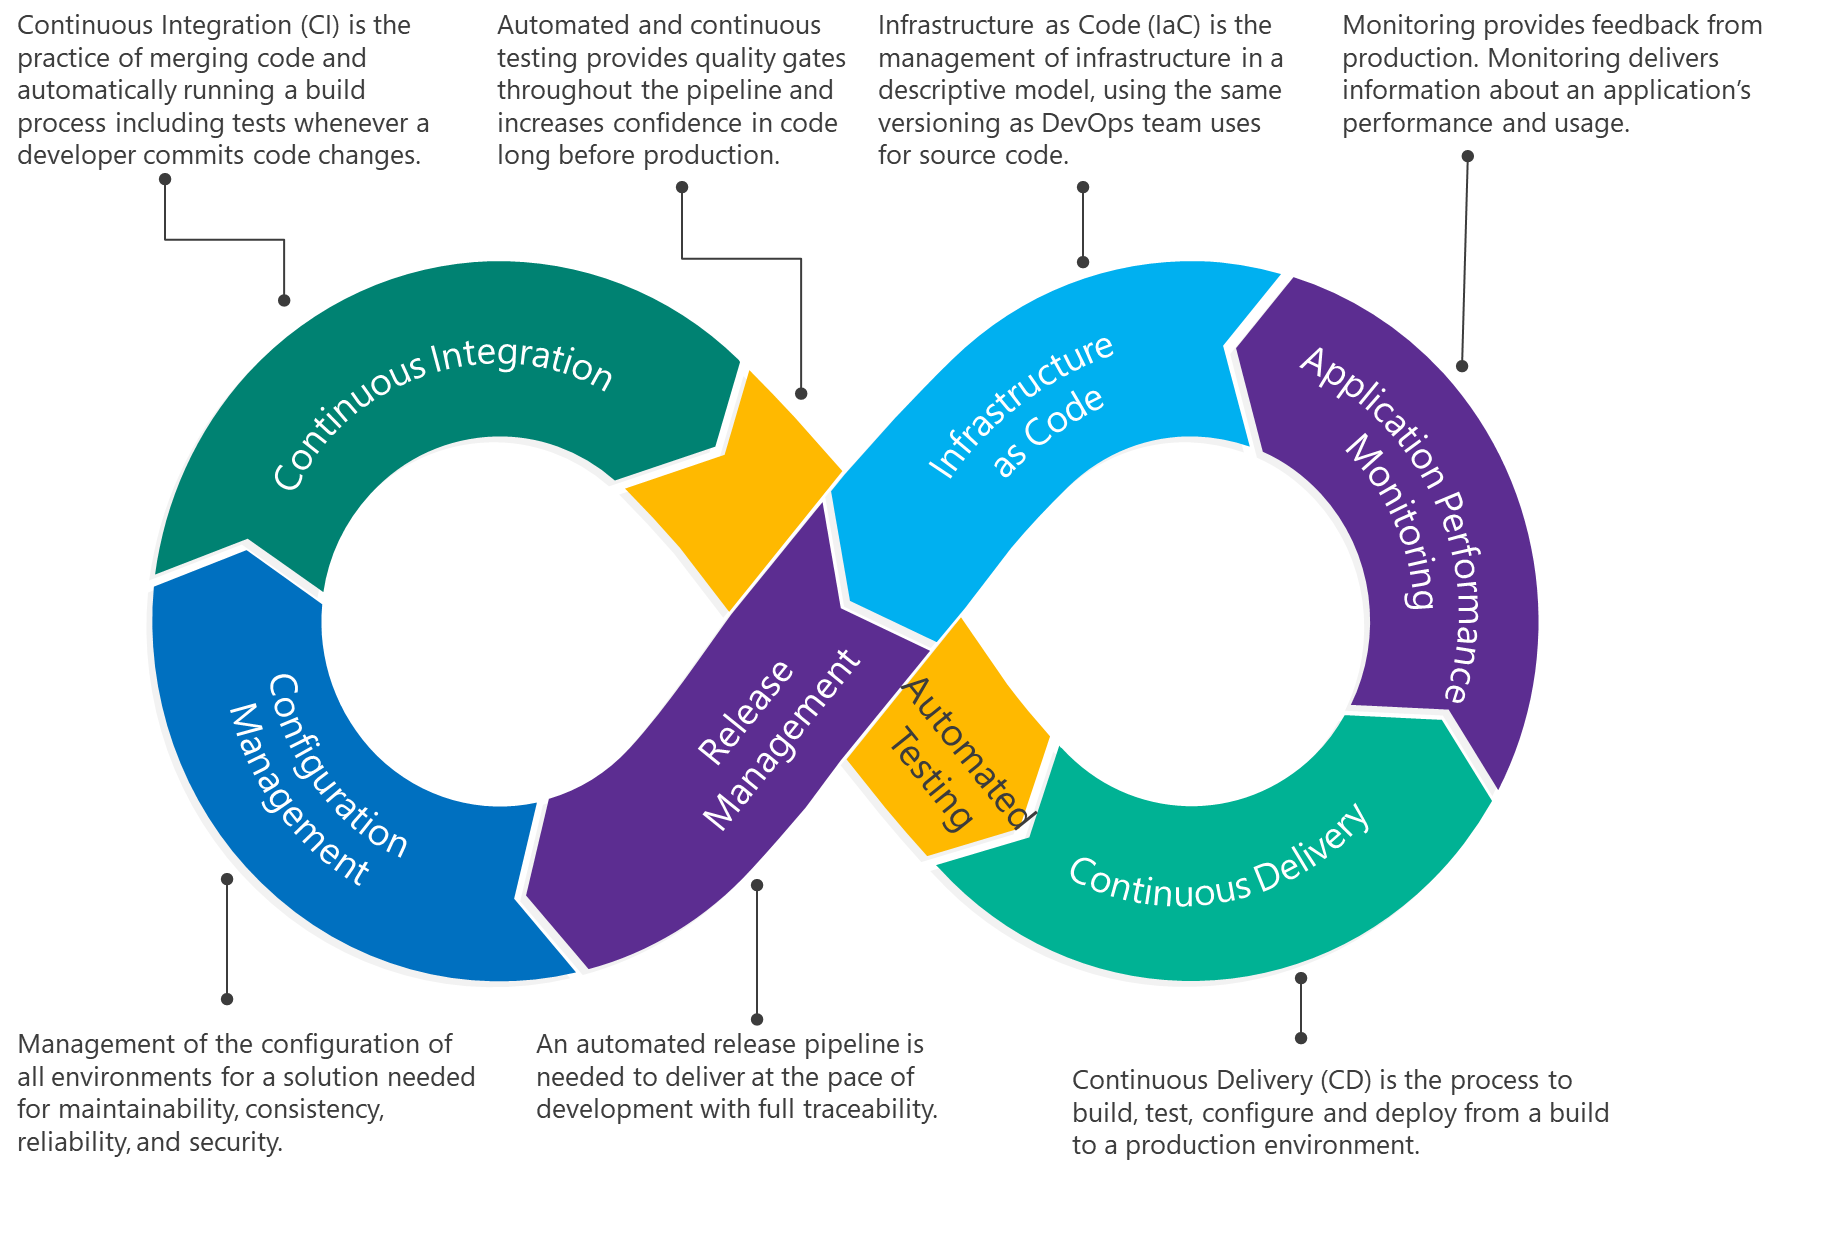 Continuous Integration (CI) is the
practice of merging code and
automatically running a build
process including tests whenever a
developer commits code changes.
Automated and continuous
testing provides quality gates
throughout the pipeline and
increases confidence in code
long before production.
Infrastructure as Code (IaC) is the
management of infrastructure in a
descriptive model, using the same
versioning as DevOps team uses
for source code.
Monitoring provides feedback from
production. Monitoring delivers
information about an application’s
performance and usage.
Continuous Integration
Infrastructure
as Code
Application Performance
Monitoring
Configuration
Management
Release
Management
Automated
Testing
Continuous Delivery
Management of the configuration of
all environments for a solution needed
for maintainability, consistency,
reliability, and security.
An automated release pipeline is
needed to deliver at the pace of
development with full traceability.
Continuous Delivery (CD) is the process to
build, test, configure and deploy from a build
to a production environment.